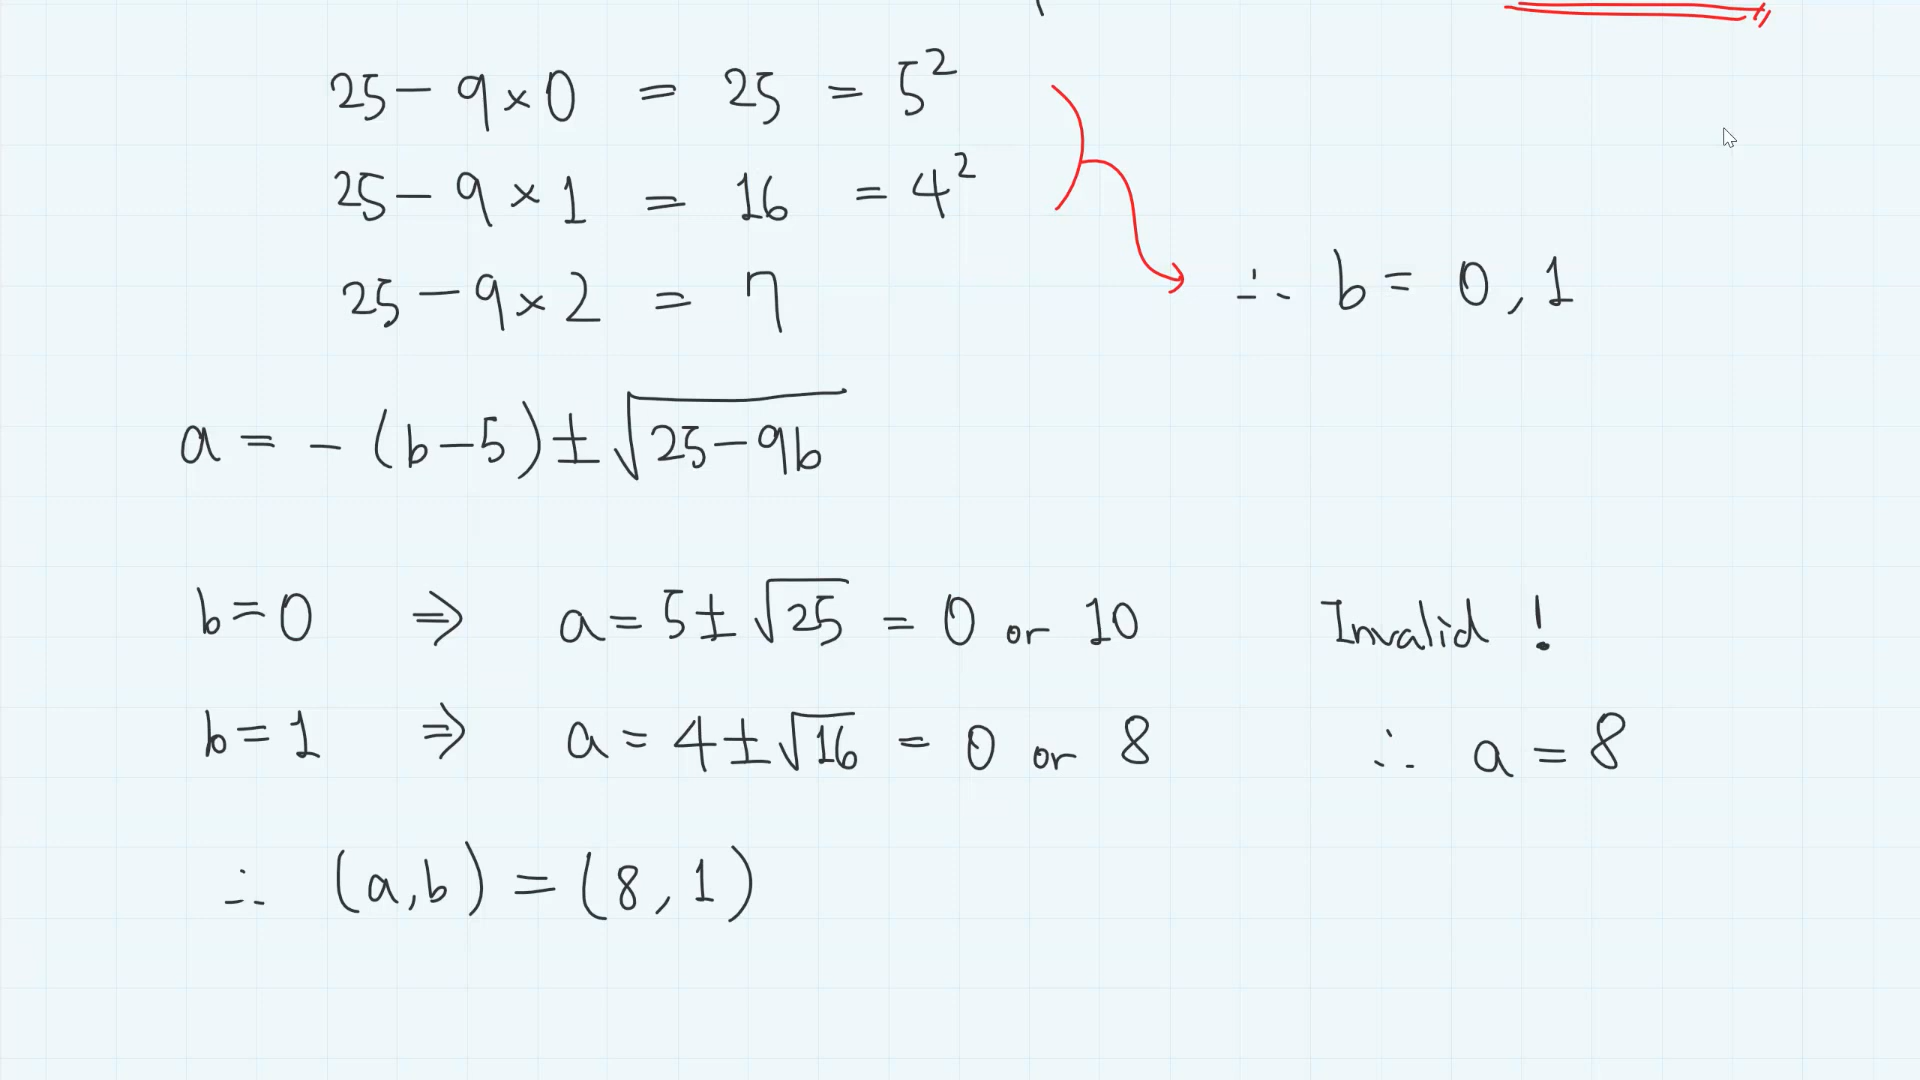 25 - 9 × 0 = 25 = 5²
25 - 9 × 1 = 16 = 4²
25 - 9 × 2 = 7
∴ b = 0, 1
a = - (b - 5) ± √(25 - 9b)
b = 0 ⇒ a = 5 ± √25 = 0 or 10 Invalid !
b = 1 ⇒ a = 4 ± √16 = 0 or 8 ∴ a = 8
∴ (a, b) = (8, 1)